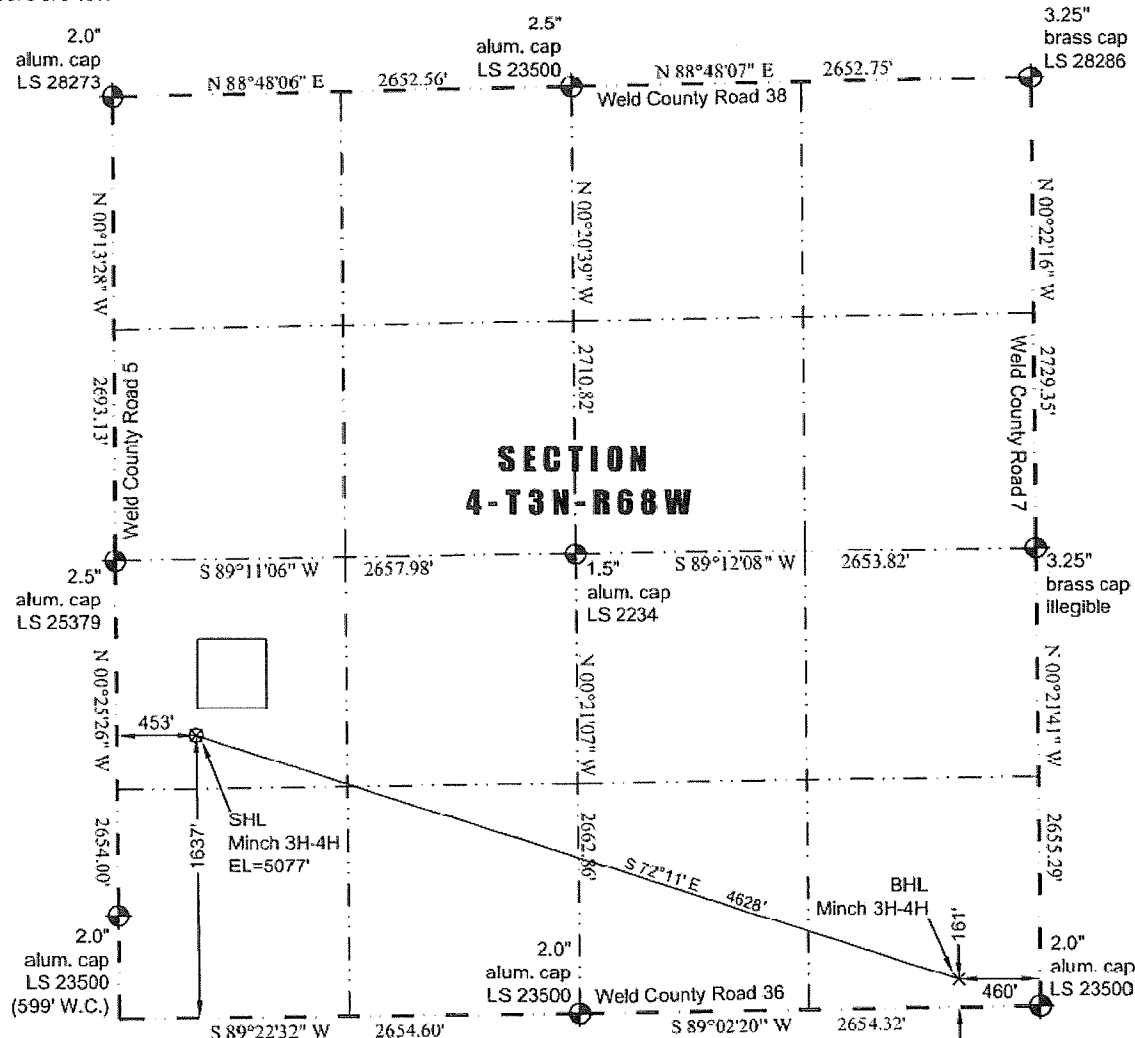 2.0"
alum. cap
LS 28273
2.5"
alum. cap
LS 23500
3.25"
brass cap
LS 28286
N 88°48'06" E 2652.56'
N 88°48'07" E 2652.75'
Weld County Road 38
N 00°13'28" W
2693.13'
Weld County Road 5
N 00°20'39" W
2710.82'
N 00°22'16" W
2729.35'
Weld County Road 7
SECTION
4-T3N-R68W
S 89°11'06" W 2657.98'
S 89°12'08" W 2653.82'
2.5"
alum. cap
LS 25379
1.5"
alum. cap
LS 2234
3.25"
brass cap
illegible
N 00°25'26" W
2654.00'
453'
1637'
SHL
Minch 3H-4H
EL=5077'
N 00°21'07" W
2662.86'
N 00°21'41" W
2655.29'
S 72°11' E 4628'
BHL
Minch 3H-4H
161'
460'
2.0"
alum. cap
LS 23500
(599' W.C.)
2.0"
alum. cap
LS 23500
Weld County Road 36
2.0"
alum. cap
LS 23500
S 89°22'32" W 2654.60'
S 89°02'20" W 2654.32'